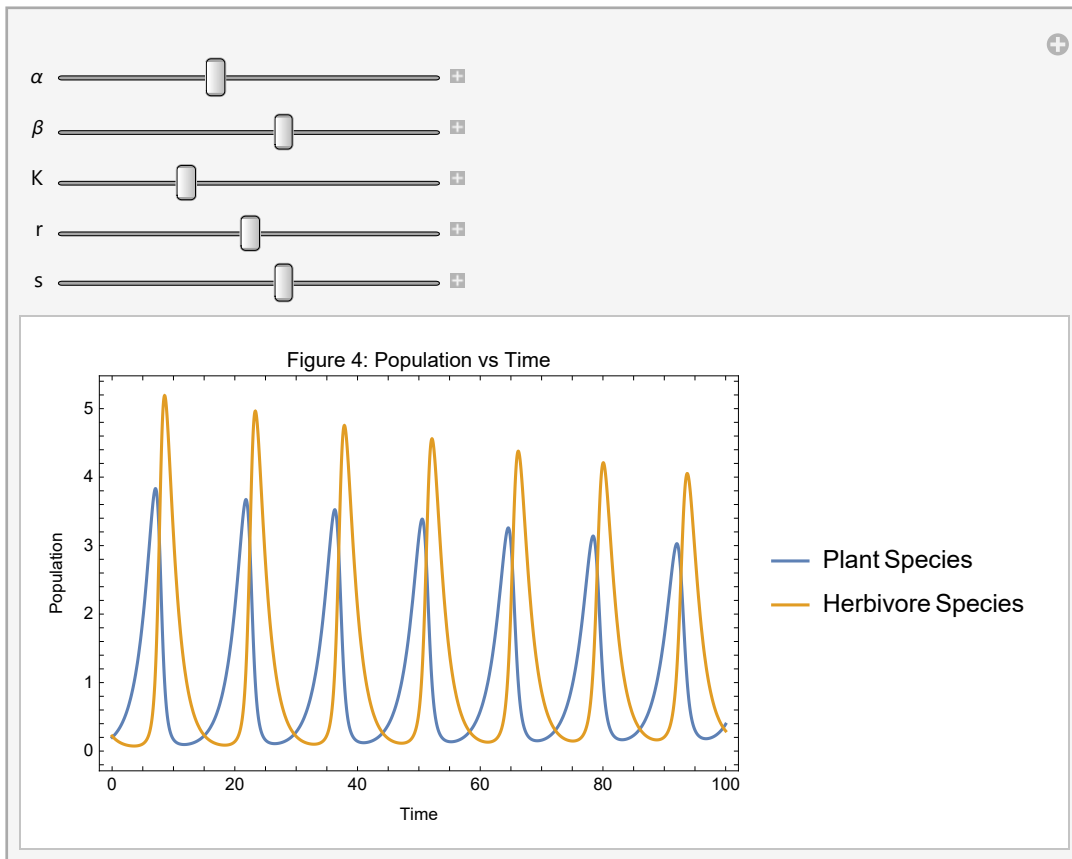 α
β
K
r
s
Figure 4: Population vs Time
5
4
3
2
1
0
Population
0 20 40 60 80 100
Time
Plant Species
Herbivore Species